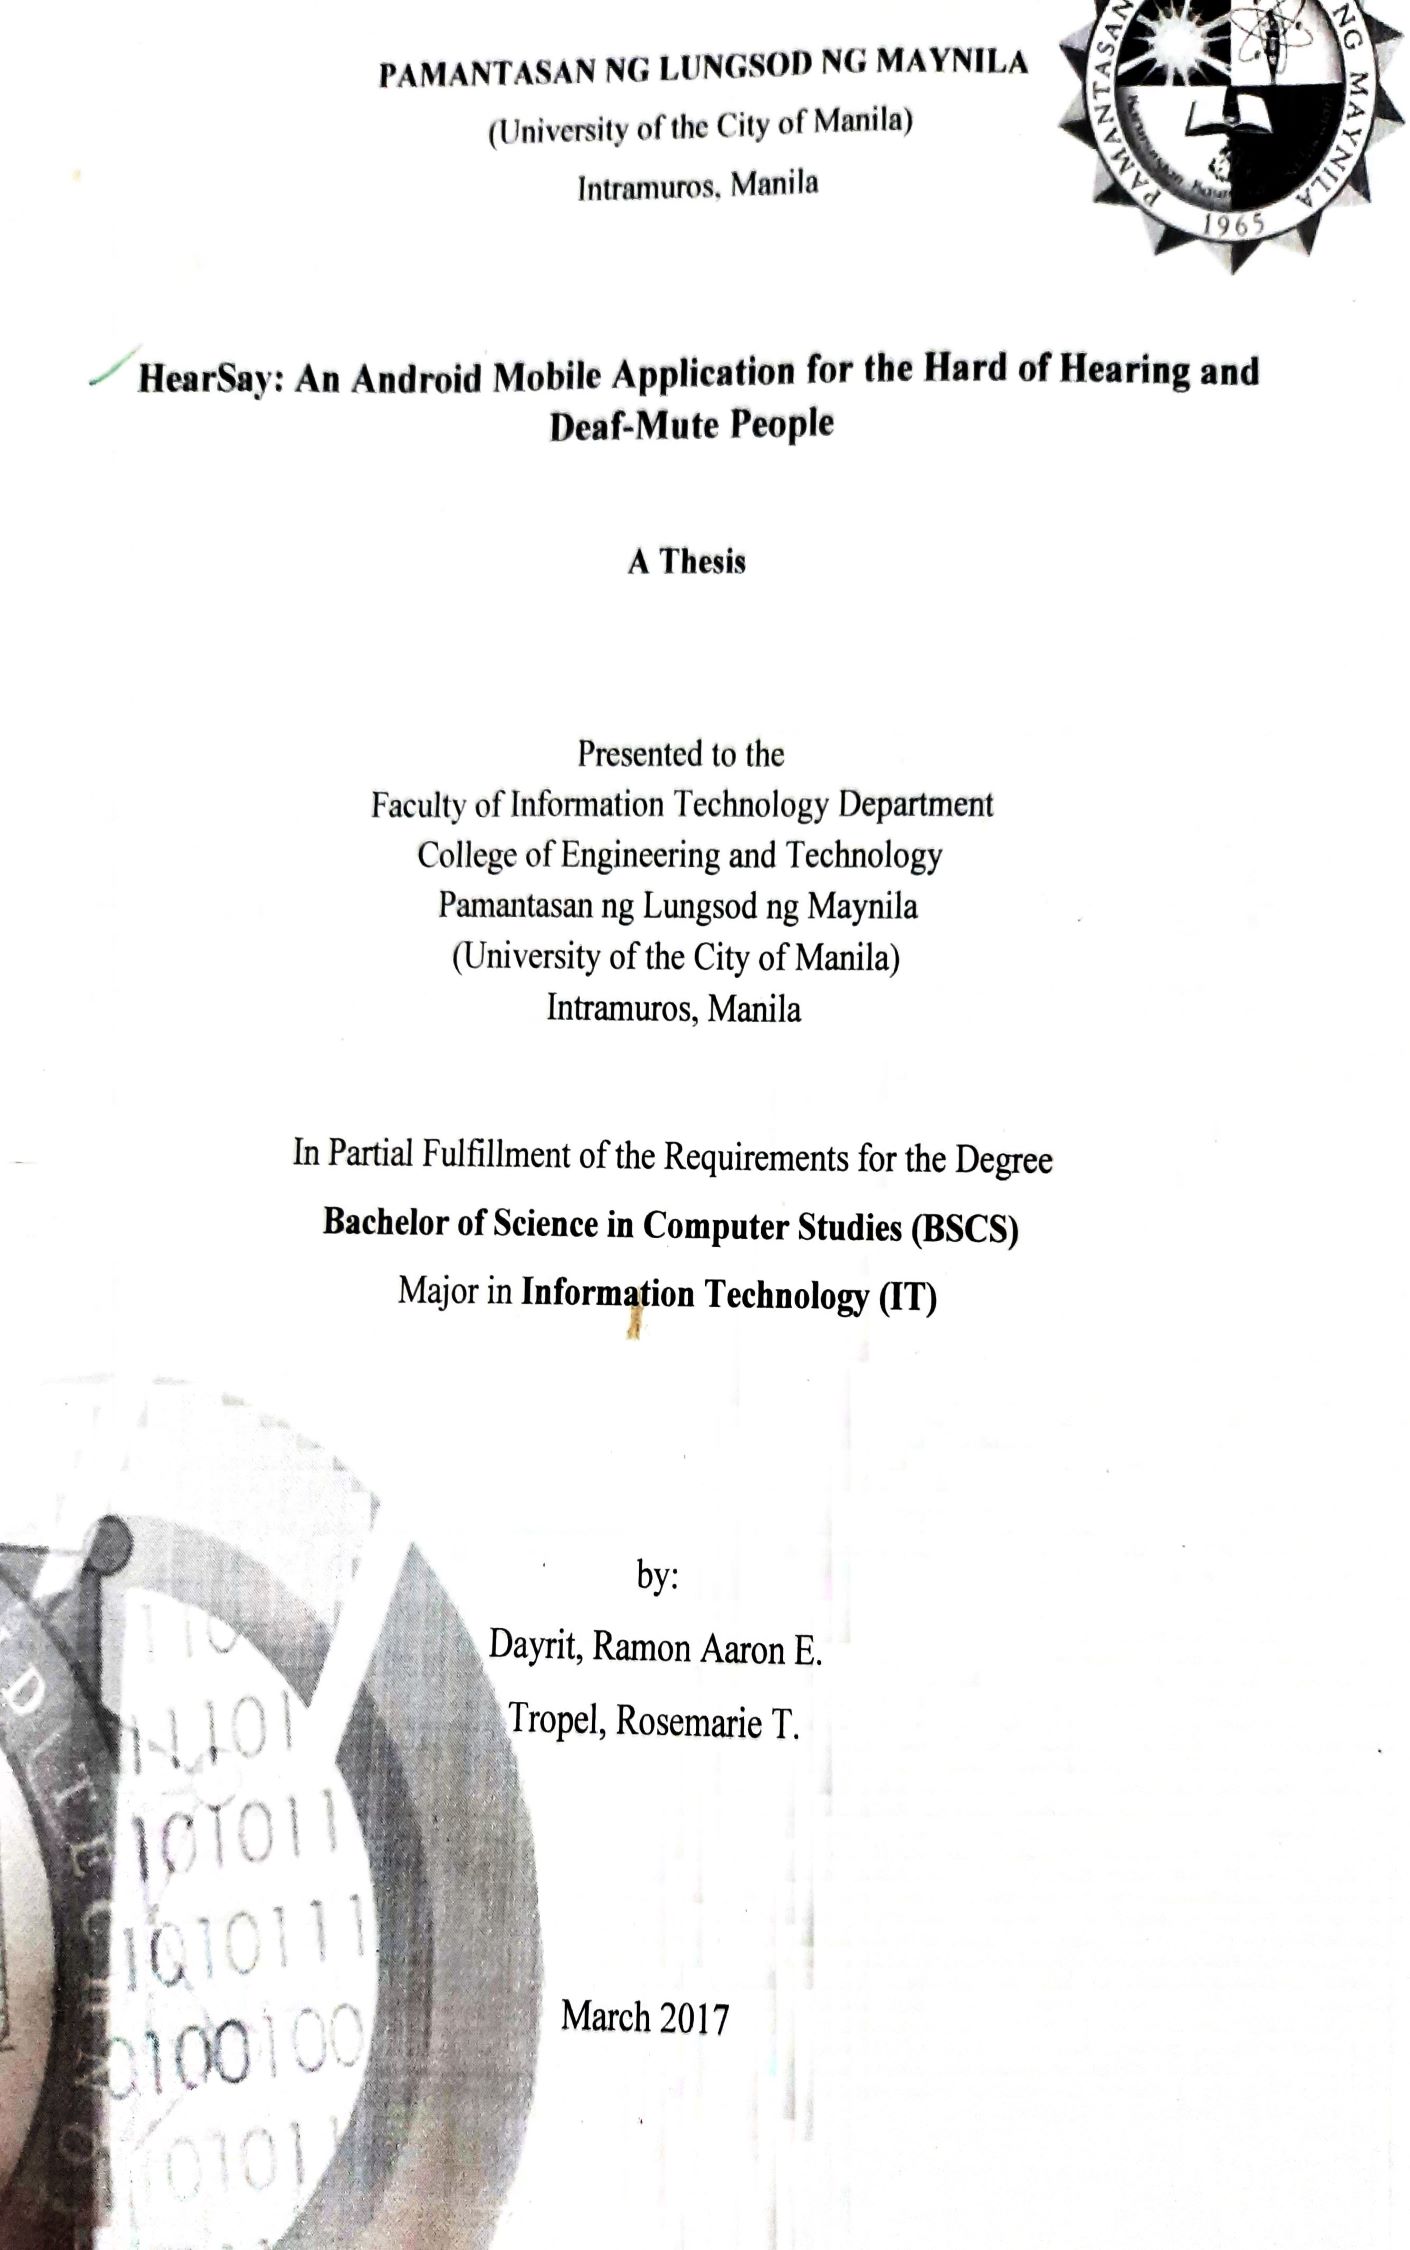 PAMANTASAN NG LUNGSOD NG MAYNILA
(University of the City of Manila)
Intramuros, Manila
PAMANTASAN NG MAYNILA
1965
HearSay: An Android Mobile Application for the Hard of Hearing and
Deaf-Mute People
A Thesis
Presented to the
Faculty of Information Technology Department
College of Engineering and Technology
Pamantasan ng Lungsod ng Maynila
(University of the City of Manila)
Intramuros, Manila
In Partial Fulfillment of the Requirements for the Degree
Bachelor of Science in Computer Studies (BSCS)
Major in Information Technology (IT)
by:
Dayrit, Ramon Aaron E.
Tropel, Rosemarie T.
101011
1010111
0100100
March 2017